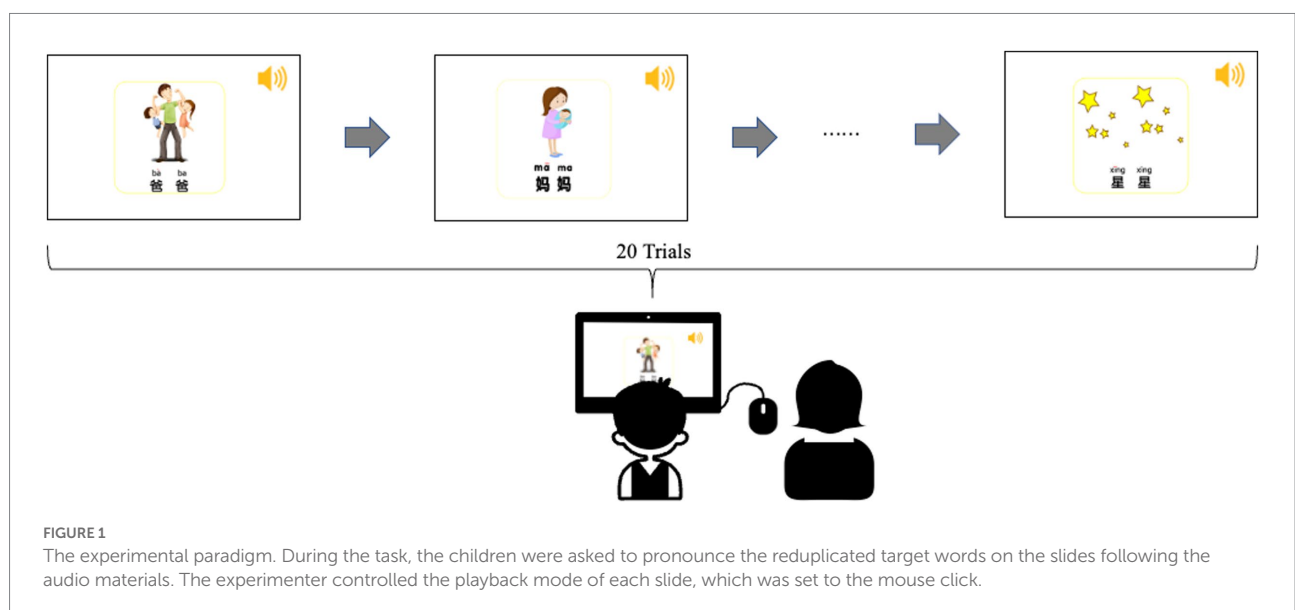 bà ba
爸 爸
mā ma
妈 妈
……
xīng xīng
星 星
20 Trials
FIGURE 1
The experimental paradigm. During the task, the children were asked to pronounce the reduplicated target words on the slides following the
audio materials. The experimenter controlled the playback mode of each slide, which was set to the mouse click.